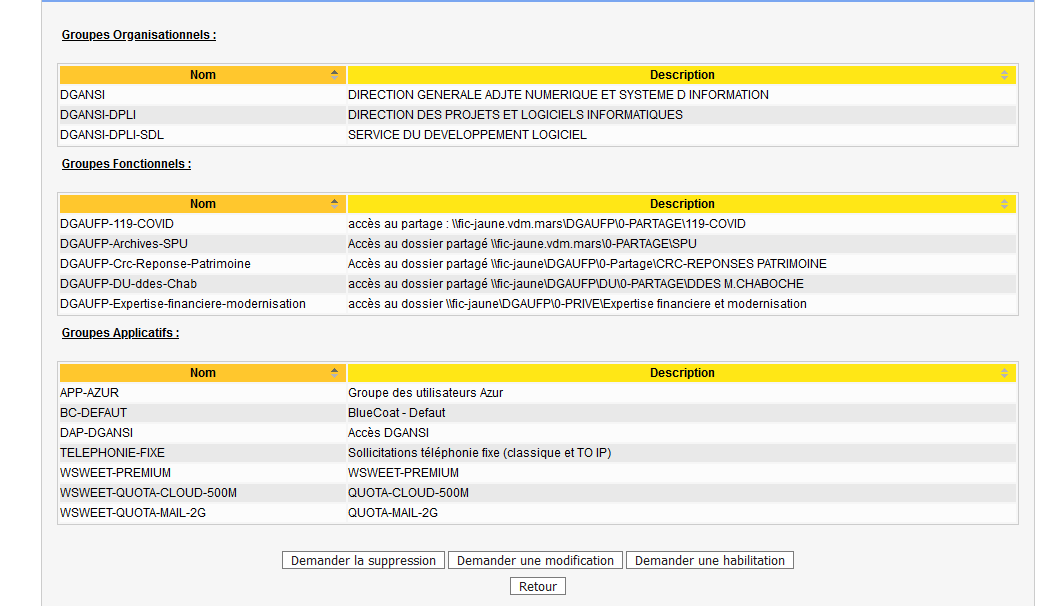 Groupes Organisationnels :
Nom Description
DGANSI DIRECTION GENERALE ADJTE NUMERIQUE ET SYSTEME D INFORMATION
DGANSI-DPLI DIRECTION DES PROJETS ET LOGICIELS INFORMATIQUES
DGANSI-DPLI-SDL SERVICE DU DEVELOPPEMENT LOGICIEL
Groupes Fonctionnels :
Nom Description
DGAUFP-119-COVID accès au partage : \\fic-jaune.vdm.mars\DGAUFP\0-PARTAGE\119-COVID
DGAUFP-Archives-SPU Accès au dossier partagé \\fic-jaune.vdm.mars\0-PARTAGE\SPU
DGAUFP-Crc-Reponse-Patrimoine Accès au dossier partagé \\fic-jaune\DGAUFP\0-Partage\CRC-REPONSES PATRIMOINE
DGAUFP-DU-ddes-Chab accès au dossier partagé \\fic-jaune\DGAUFP\DU\0-PARTAGE\DDES M.CHABOCHE
DGAUFP-Expertise-financiere-modernisation accès au dossier \\fic-jaune\DGAUFP\0-PRIVE\Expertise financiere et modernisation
Groupes Applicatifs :
Nom Description
APP-AZUR Groupe des utilisateurs Azur
BC-DEFAUT BlueCoat - Defaut
DAP-DGANSI Accès DGANSI
TELEPHONIE-FIXE Sollicitations téléphonie fixe (classique et TO IP)
WSWEET-PREMIUM WSWEET-PREMIUM
WSWEET-QUOTA-CLOUD-500M QUOTA-CLOUD-500M
WSWEET-QUOTA-MAIL-2G QUOTA-MAIL-2G
Demander la suppression Demander une modification Demander une habilitation
Retour